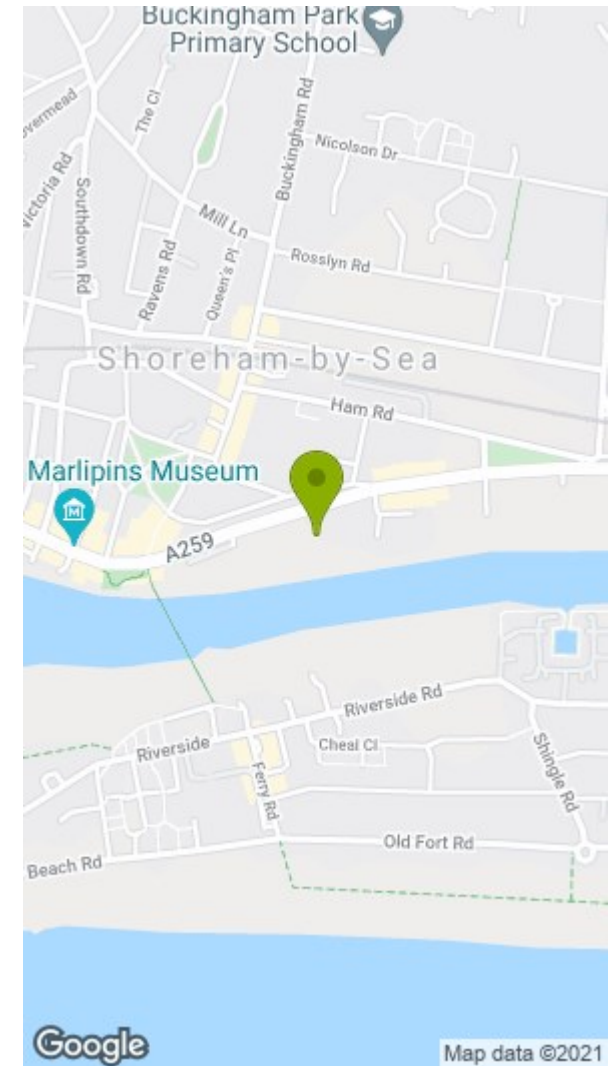 Buckingham Park
Primary School
The Cl
Victoria Rd
Southdown Rd
Buckingham Rd
Nicolson Dr
Mill Ln
Ravens Rd
Queen's Pl
Rosslyn Rd
Shoreham-by-Sea
Ham Rd
Marlipins Museum
M
A259
Riverside Rd
Riverside
Cheal Cl
Ferry Rd
Shingle Rd
Old Fort Rd
Beach Rd
Google
Map data ©2021